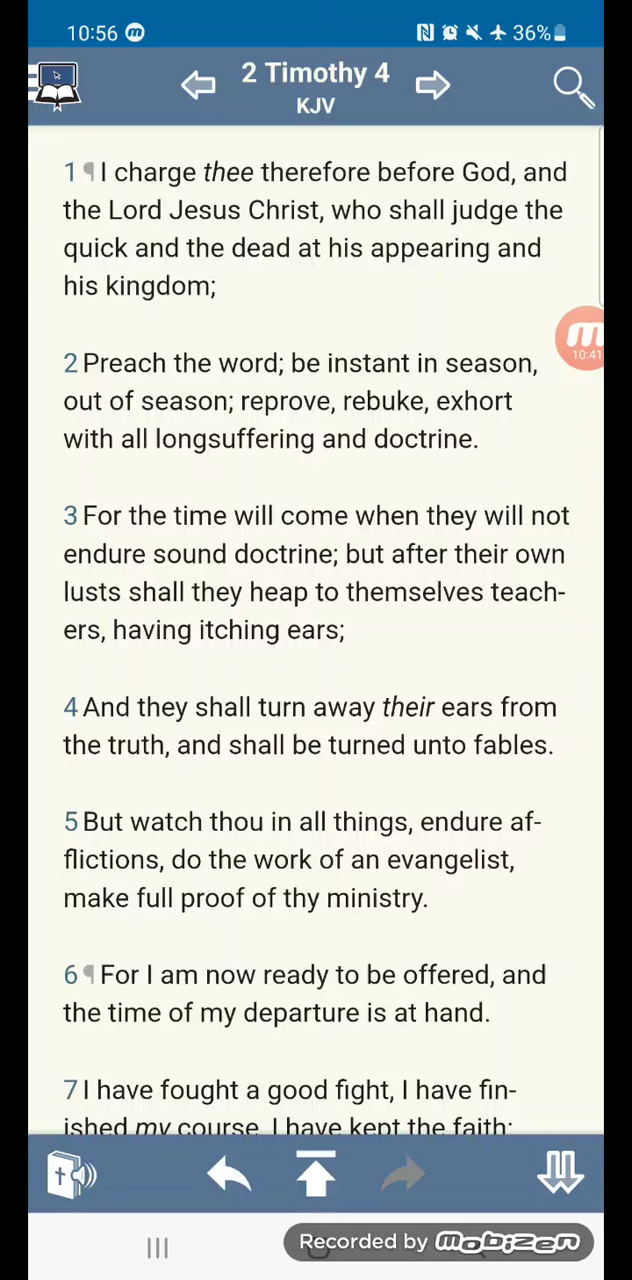 10:56 36%
2 Timothy 4
KJV
1 ¶ I charge thee therefore before God, and
the Lord Jesus Christ, who shall judge the
quick and the dead at his appearing and
his kingdom;
2 Preach the word; be instant in season,
out of season; reprove, rebuke, exhort
with all longsuffering and doctrine.
3 For the time will come when they will not
endure sound doctrine; but after their own
lusts shall they heap to themselves teach-
ers, having itching ears;
4 And they shall turn away their ears from
the truth, and shall be turned unto fables.
5 But watch thou in all things, endure af-
flictions, do the work of an evangelist,
make full proof of thy ministry.
6 ¶ For I am now ready to be offered, and
the time of my departure is at hand.
7 I have fought a good fight, I have fin-
ished my course, I have kept the faith:
m
10:41
Recorded by mobizen